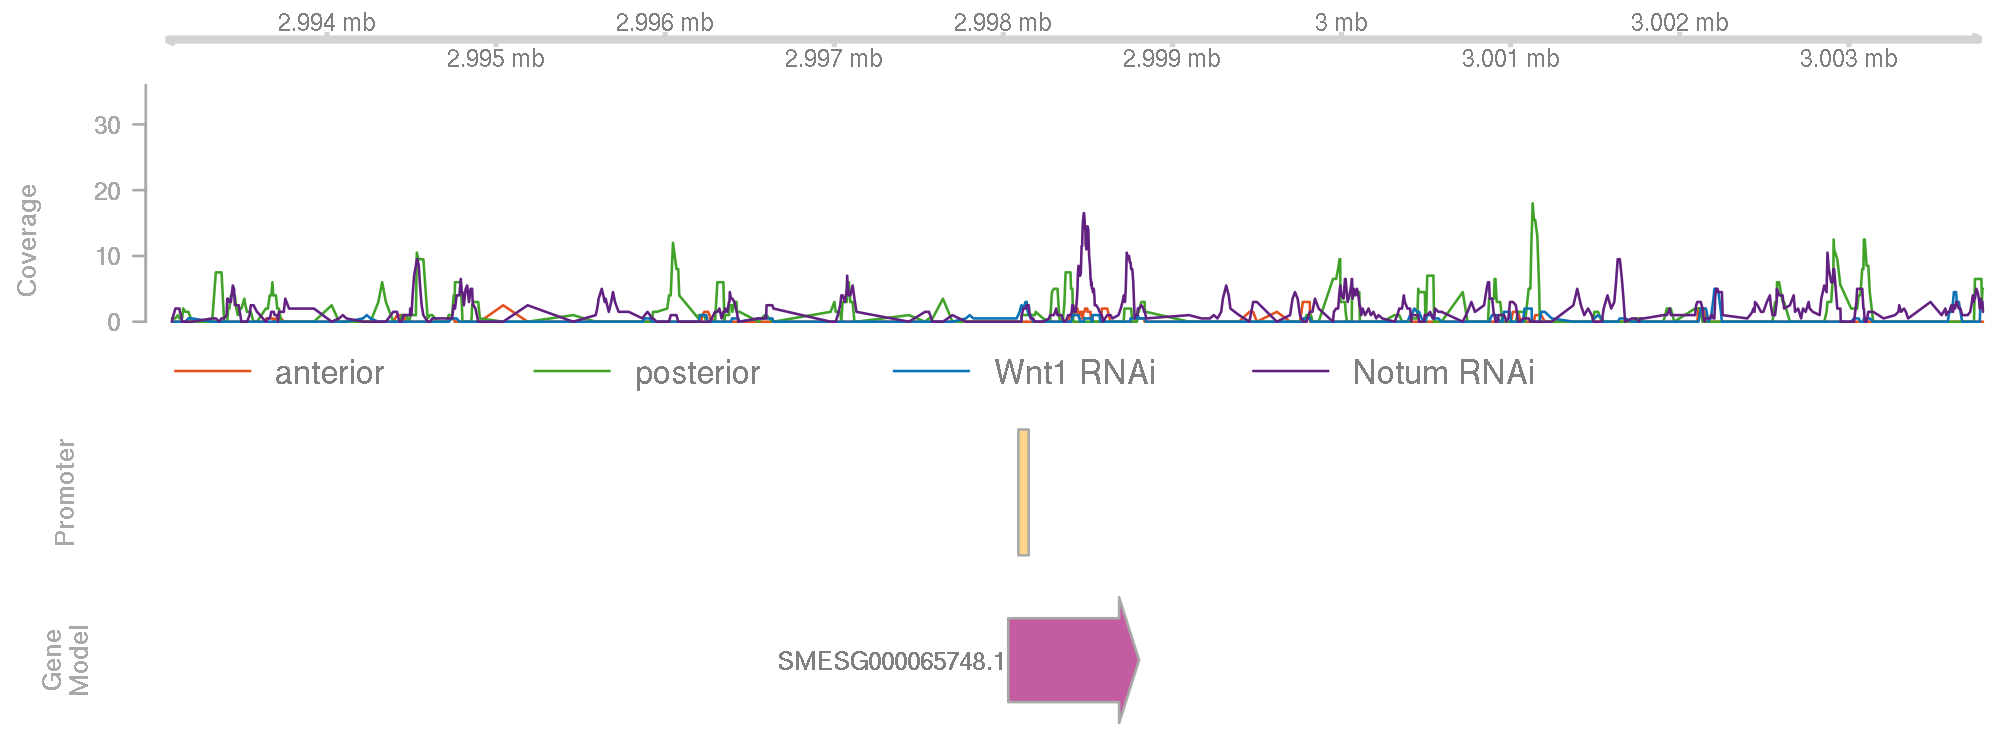 2.994 mb 2.996 mb 2.998 mb 3 mb 3.002 mb
2.995 mb 2.997 mb 2.999 mb 3.001 mb 3.003 mb
Coverage
30
20
10
0
anterior posterior Wnt1 RNAi Notum RNAi
Promoter
Gene
Model
SMESG000065748.1